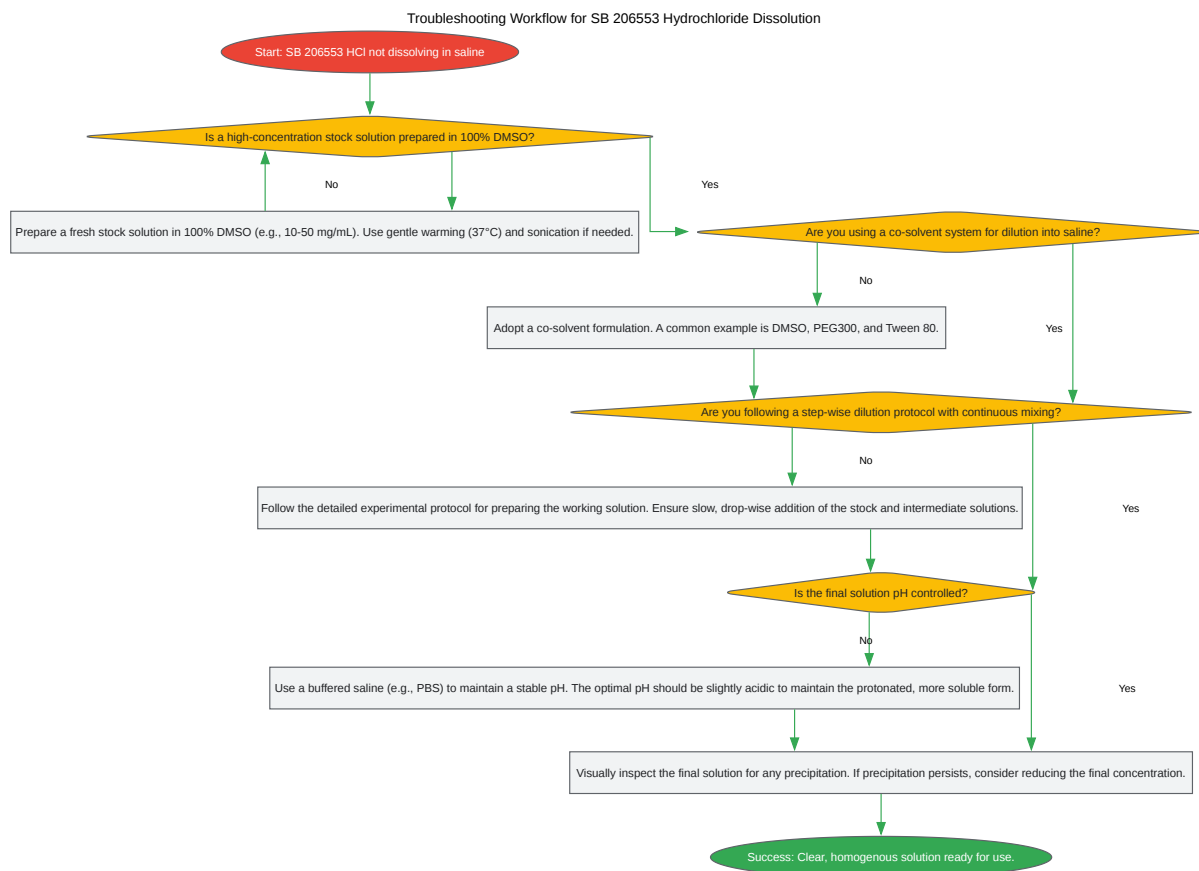 Troubleshooting Workflow for SB 206553 Hydrochloride Dissolution
Start: SB 206553 HCl not dissolving in saline
Is a high-concentration stock solution prepared in 100% DMSO?
No
Yes
Prepare a fresh stock solution in 100% DMSO (e.g., 10-50 mg/mL). Use gentle warming (37°C) and sonication if needed.
Are you using a co-solvent system for dilution into saline?
No
Adopt a co-solvent formulation. A common example is DMSO, PEG300, and Tween 80.
Yes
Are you following a step-wise dilution protocol with continuous mixing?
No
Follow the detailed experimental protocol for preparing the working solution. Ensure slow, drop-wise addition of the stock and intermediate solutions.
Yes
Is the final solution pH controlled?
No
Use a buffered saline (e.g., PBS) to maintain a stable pH. The optimal pH should be slightly acidic to maintain the protonated, more soluble form.
Yes
Visually inspect the final solution for any precipitation. If precipitation persists, consider reducing the final concentration.
Success: Clear, homogenous solution ready for use.